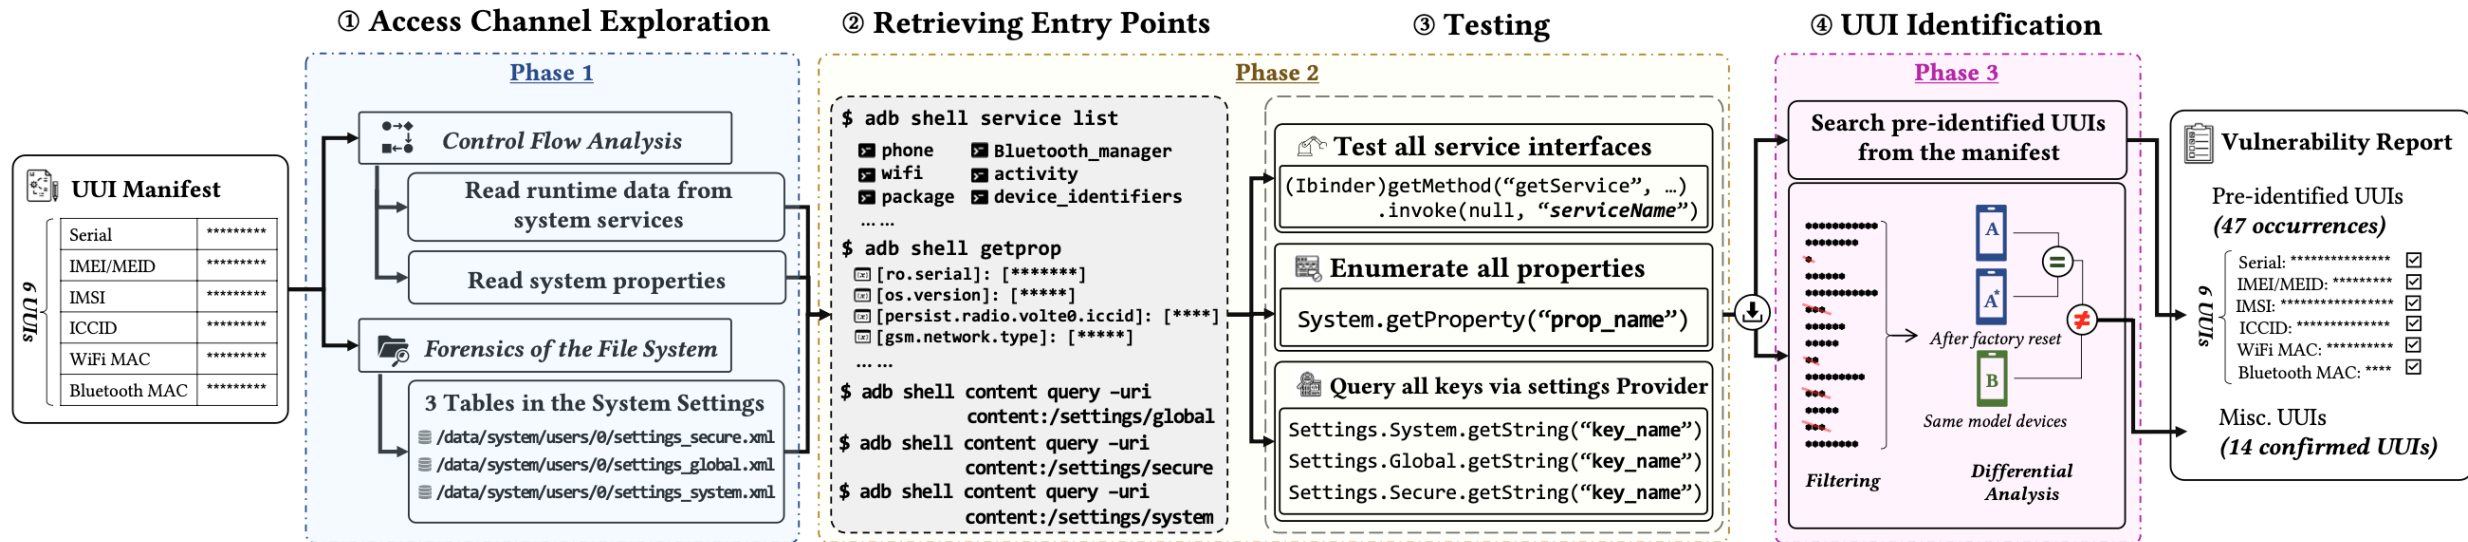 ① Access Channel Exploration
② Retrieving Entry Points
③ Testing
④ UUI Identification
UUI Manifest
6 UUIs
Serial *********
IMEI/MEID *********
IMSI *********
ICCID *********
WiFi MAC *********
Bluetooth MAC *********
Phase 1
Control Flow Analysis
Read runtime data from
system services
Read system properties
Forensics of the File System
3 Tables in the System Settings
/data/system/users/0/settings_secure.xml
/data/system/users/0/settings_global.xml
/data/system/users/0/settings_system.xml
Phase 2
$ adb shell service list
phone Bluetooth_manager
wifi activity
package device_identifiers
... ...
$ adb shell getprop
[ro.serial]: [*******]
[os.version]: [*****]
[persist.radio.volte0.iccid]: [****]
[gsm.network.type]: [*****]
... ...
$ adb shell content query –uri
content:/settings/global
$ adb shell content query –uri
content:/settings/secure
$ adb shell content query –uri
content:/settings/system
Test all service interfaces
(Ibinder)getMethod(“getService”, …)
.invoke(null, “serviceName”)
Enumerate all properties
System.getProperty(“prop_name”)
Query all keys via settings Provider
Settings.System.getString(“key_name”)
Settings.Global.getString(“key_name”)
Settings.Secure.getString(“key_name”)
Phase 3
Search pre-identified UUIs
from the manifest
Filtering
A
=
A*
≠
After factory reset
B
Same model devices
Differential
Analysis
Vulnerability Report
Pre-identified UUIs
(47 occurrences)
6 UUIs
Serial: ***************
IMEI/MEID: *********
IMSI: *****************
ICCID: **************
WiFi MAC: **********
Bluetooth MAC: ****
Misc. UUIs
(14 confirmed UUIs)